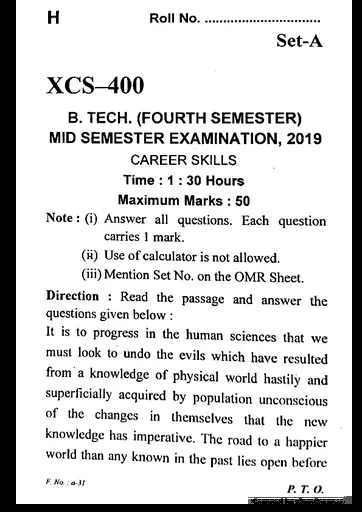 H Roll No. .................................
Set-A
XCS–400
B. TECH. (FOURTH SEMESTER)
MID SEMESTER EXAMINATION, 2019
CAREER SKILLS
Time : 1 : 30 Hours
Maximum Marks : 50
Note : (i) Answer all questions. Each question
carries 1 mark.
(ii) Use of calculator is not allowed.
(iii) Mention Set No. on the OMR Sheet.
Direction : Read the passage and answer the
questions given below :
It is to progress in the human sciences that we
must look to undo the evils which have resulted
from a knowledge of physical world hastily and
superficially acquired by population unconscious
of the changes in themselves that the new
knowledge has imperative. The road to a happier
world than any known in the past lies open before
F. No. : a-31
P. T. O.